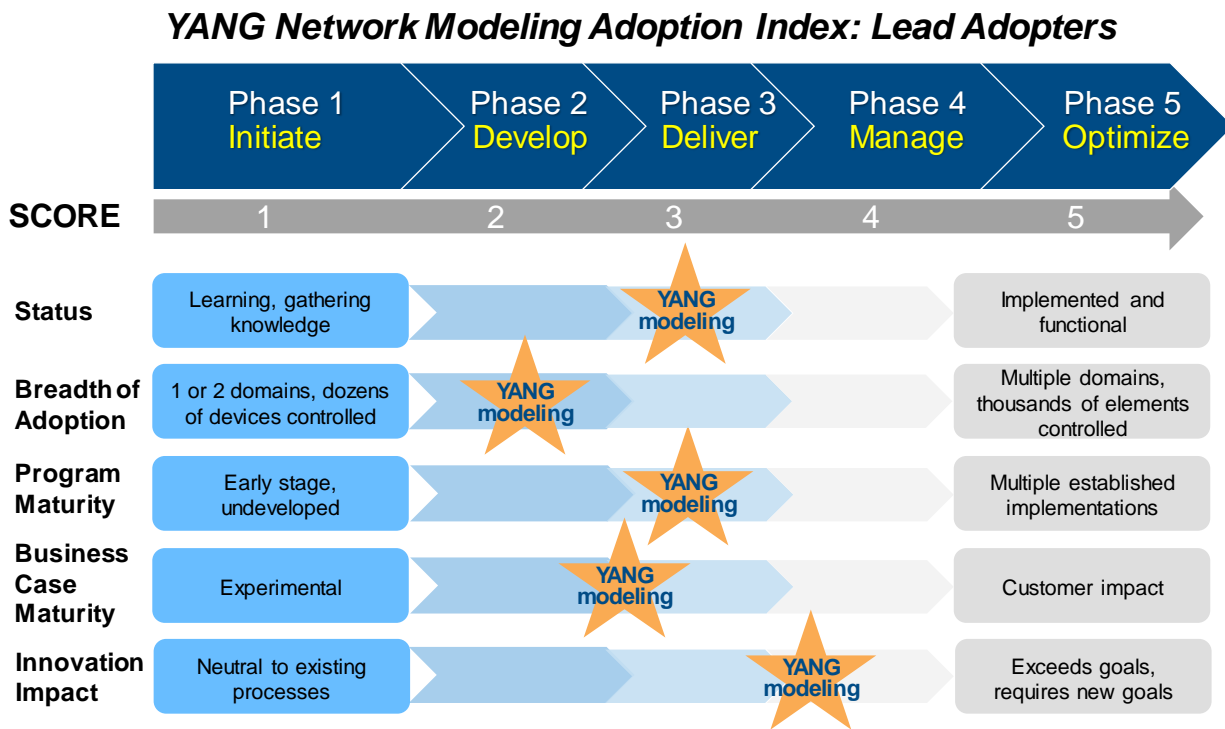 YANG Network Modeling Adoption Index: Lead Adopters
Phase 1
Initiate
Phase 2
Develop
Phase 3
Deliver
Phase 4
Manage
Phase 5
Optimize
SCORE
1
2
3
4
5
Status
Learning, gathering
knowledge
YANG
modeling
Implemented and
functional
Breadth of
Adoption
1 or 2 domains, dozens
of devices controlled
YANG
modeling
Multiple domains,
thousands of elements
controlled
Program
Maturity
Early stage,
undeveloped
YANG
modeling
Multiple established
implementations
Business
Case
Maturity
Experimental
YANG
modeling
Customer impact
Innovation
Impact
Neutral to existing
processes
YANG
modeling
Exceeds goals,
requires new goals